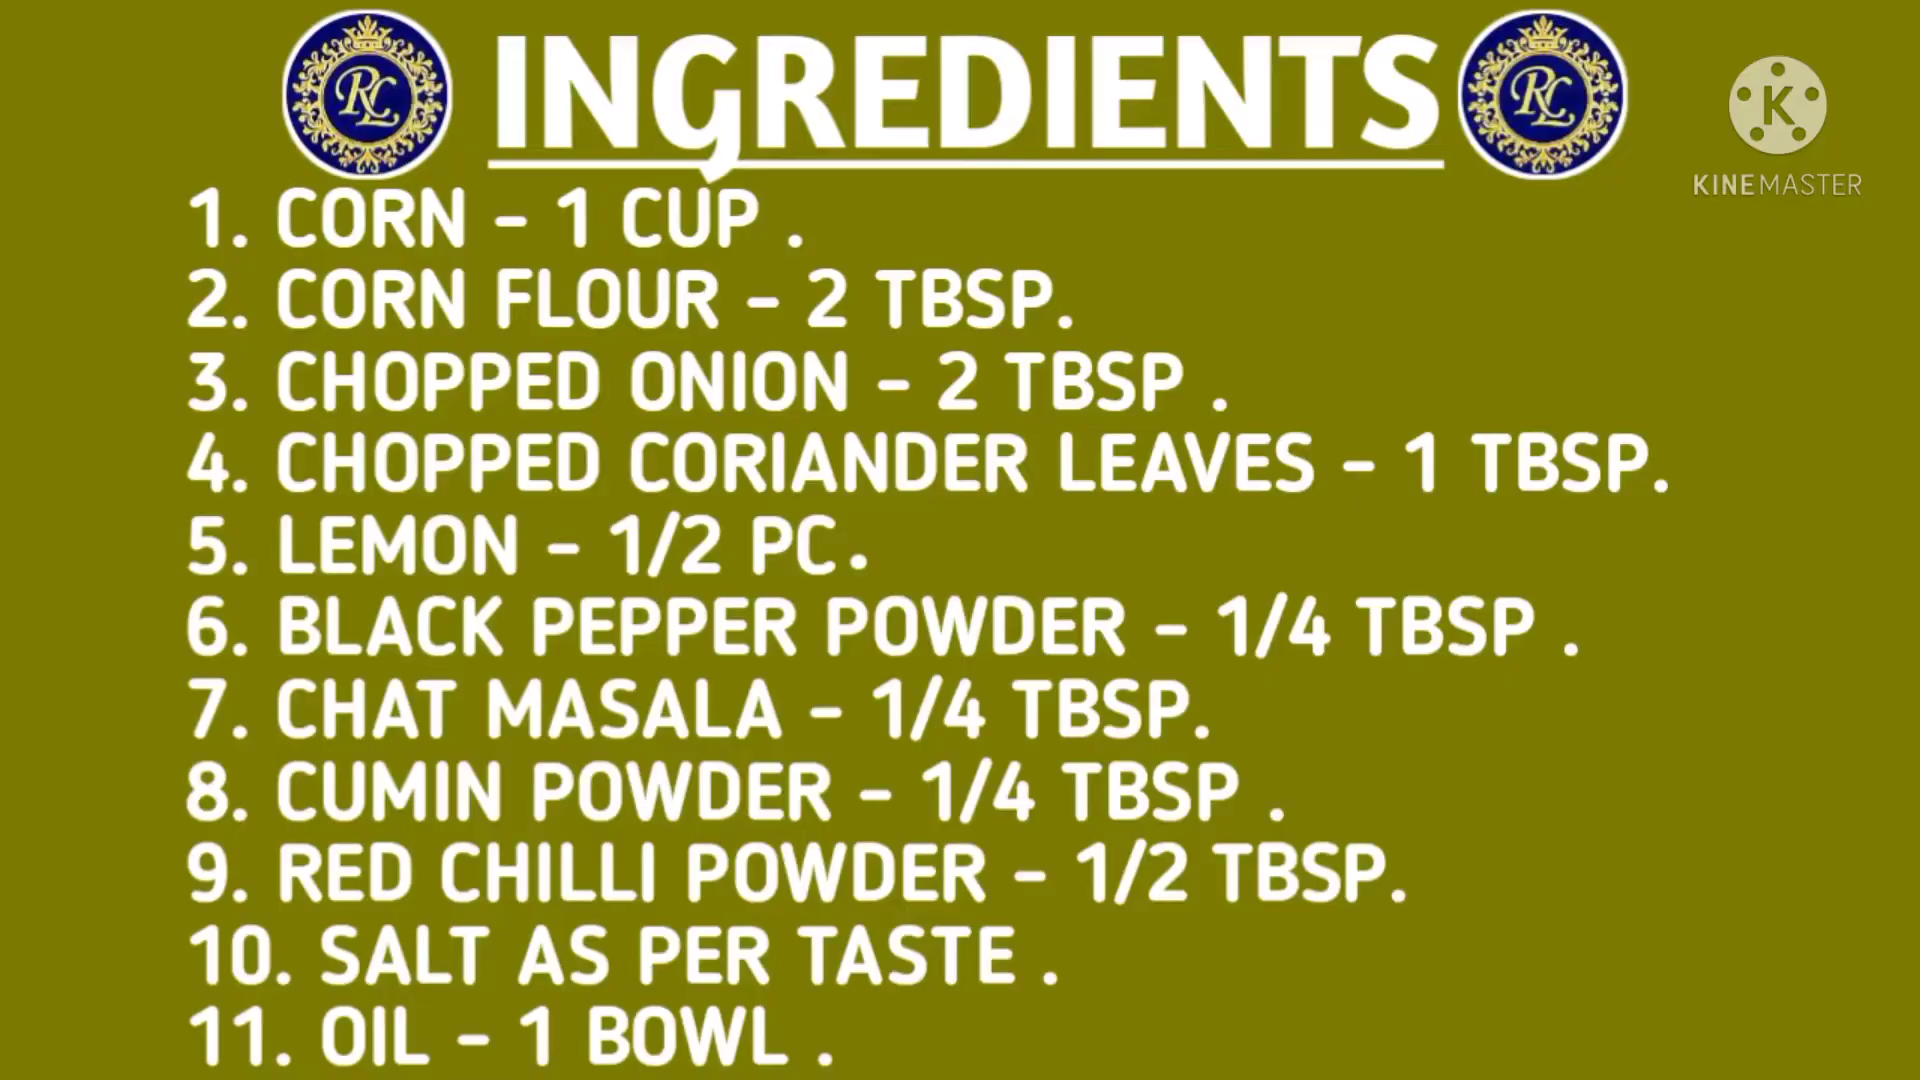 INGREDIENTS
RL
RL
K
KINEMASTER
1. CORN - 1 CUP .
2. CORN FLOUR - 2 TBSP.
3. CHOPPED ONION - 2 TBSP .
4. CHOPPED CORIANDER LEAVES - 1 TBSP.
5. LEMON - 1/2 PC.
6. BLACK PEPPER POWDER - 1/4 TBSP .
7. CHAT MASALA - 1/4 TBSP.
8. CUMIN POWDER - 1/4 TBSP .
9. RED CHILLI POWDER - 1/2 TBSP.
10. SALT AS PER TASTE .
11. OIL - 1 BOWL .